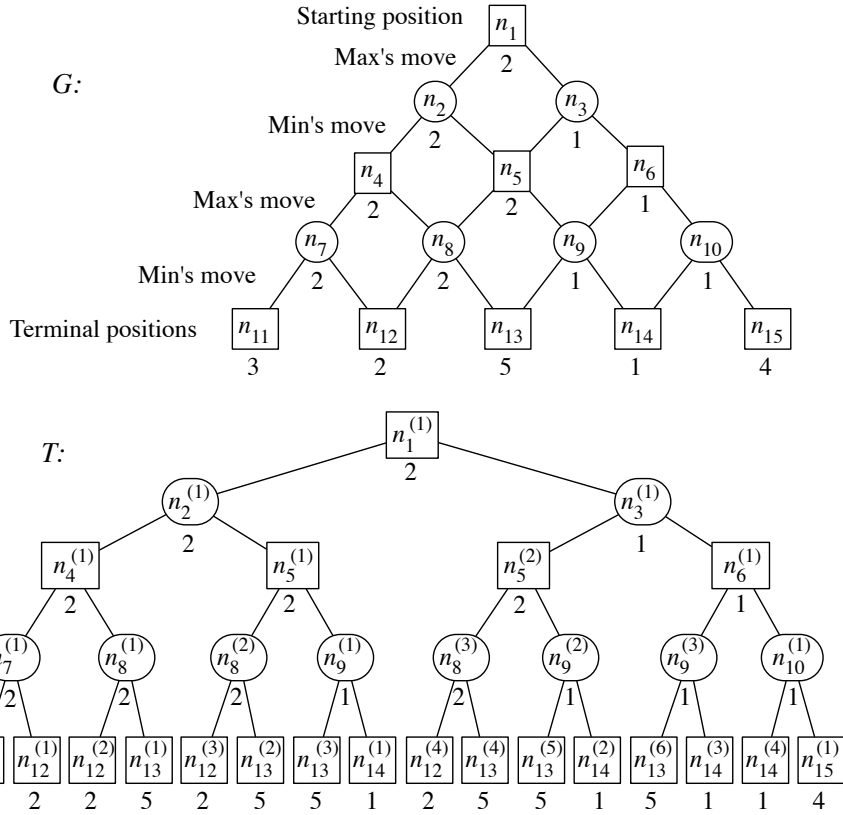 Starting position n1
Max's move 2
G:
n2 n3
Min's move 2 1
n4 n5 n6
Max's move 2 2 1
n7 n8 n9 n10
Min's move 2 2 1 1
Terminal positions n11 n12 n13 n14 n15
3 2 5 1 4
T:
n1(1)
2
n2(1) n3(1)
2 1
n4(1) n5(1) n5(2) n6(1)
2 2 2 1
n8(1) n8(2) n9(1) n8(3) n9(2) n9(3) n10(1)
2 2 2 1 2 1 1 1
n12(1) n12(2) n13(1) n12(3) n13(2) n13(3) n14(1) n12(4) n13(4) n13(5) n14(2) n13(6) n14(3) n14(4) n15(1)
2 2 5 2 5 5 1 2 5 5 1 5 1 1 4